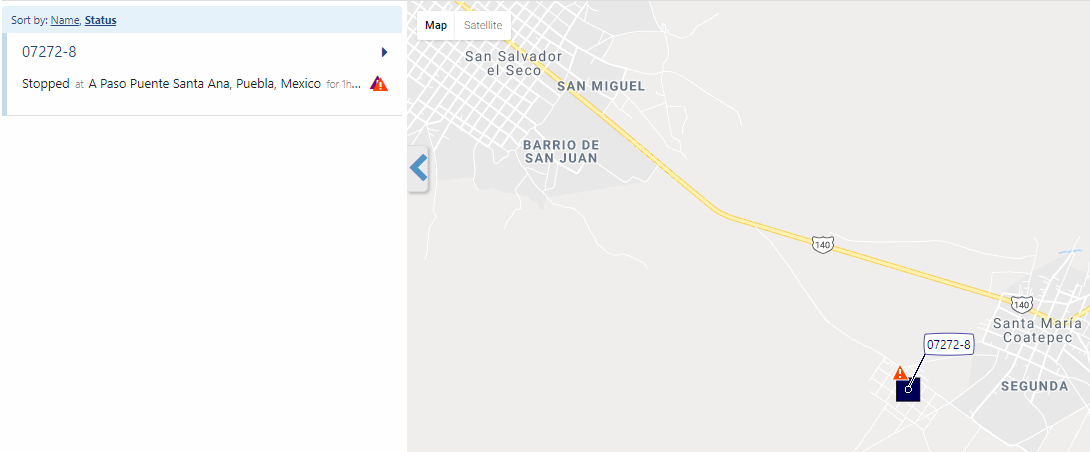 Sort by: Name, Status
07272-8
Stopped at A Paso Puente Santa Ana, Puebla, Mexico for 1h...
Map Satellite
San Salvador
el Seco
SAN MIGUEL
BARRIO DE
SAN JUAN
140
140
Santa María
Coatepec
07272-8
SEGUNDA